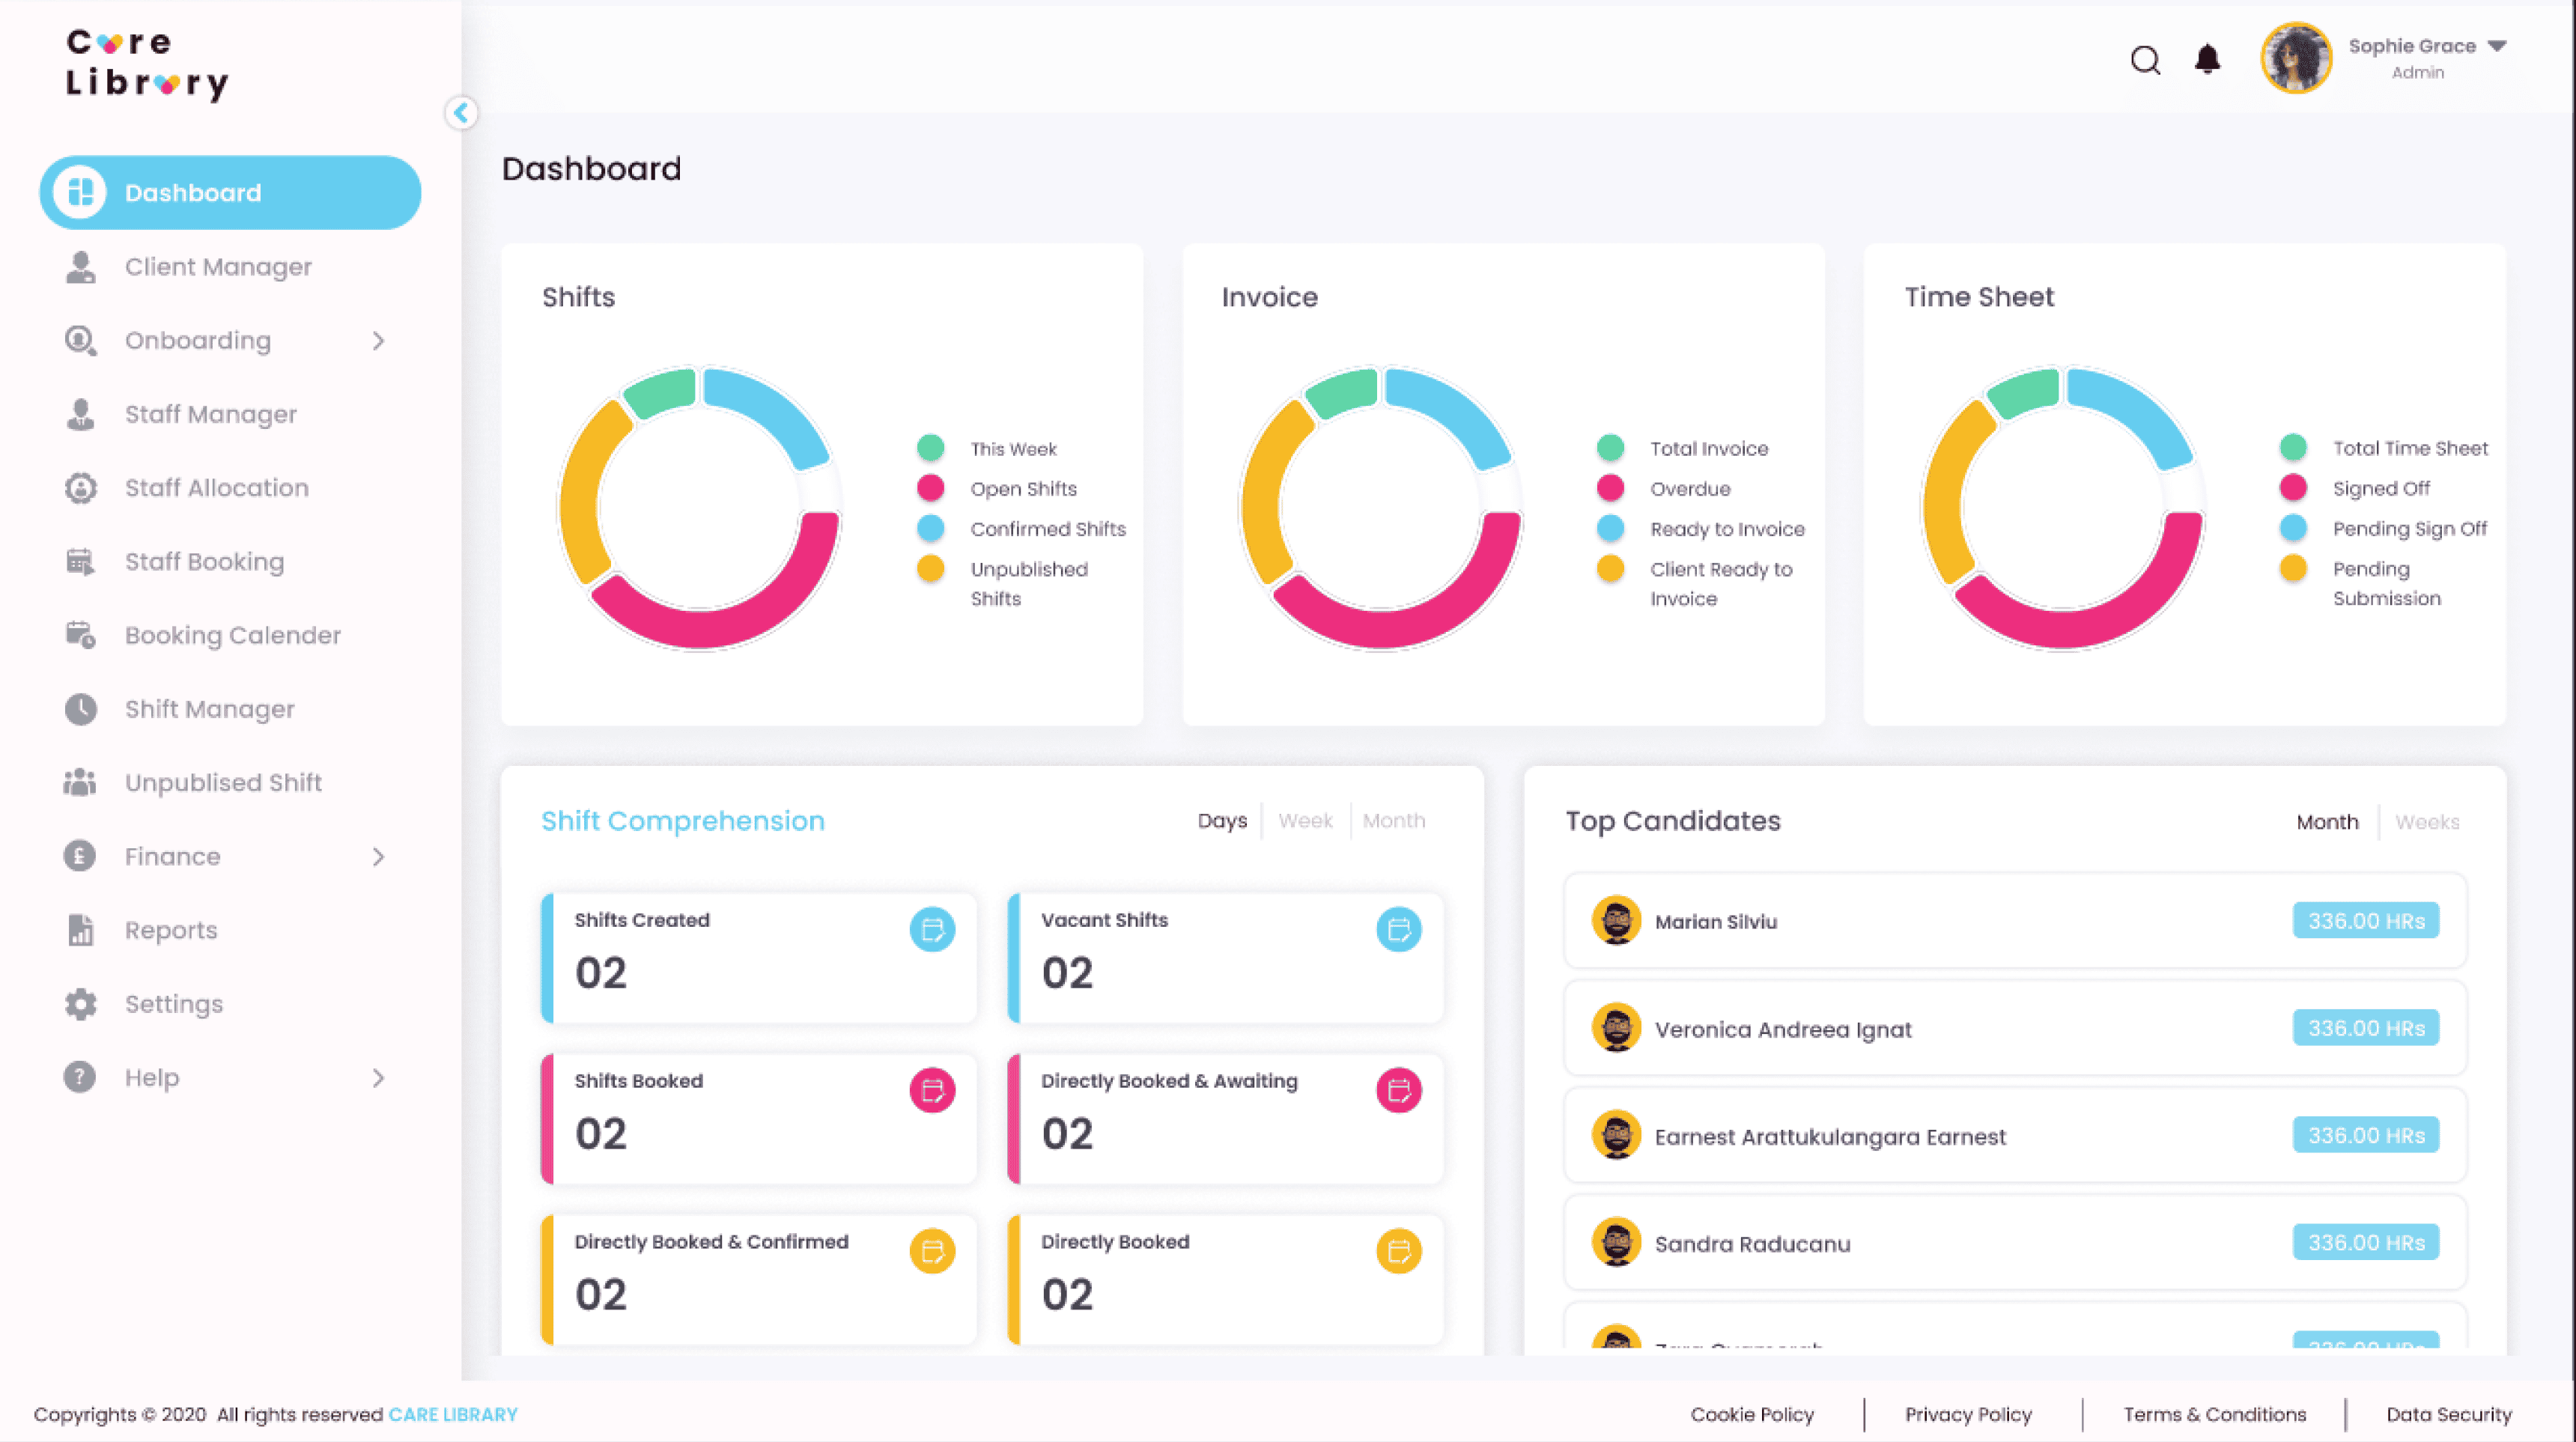 Care
Library
Sophie Grace
Admin
Dashboard
Client Manager
Onboarding
Staff Manager
Staff Allocation
Staff Booking
Booking Calender
Shift Manager
Unpublised Shift
Finance
Reports
Settings
Help
Dashboard
Shifts
This Week
Open Shifts
Confirmed Shifts
Unpublished
Shifts
Invoice
Total Invoice
Overdue
Ready to Invoice
Client Ready to
Invoice
Time Sheet
Total Time Sheet
Signed Off
Pending Sign Off
Pending
Submission
Shift Comprehension
Days Week Month
Shifts Created
02
Vacant Shifts
02
Shifts Booked
02
Directly Booked & Awaiting
02
Directly Booked & Confirmed
02
Directly Booked
02
Top Candidates
Month Weeks
Marian Silviu 336.00 HRs
Veronica Andreea Ignat 336.00 HRs
Earnest Arattukulangara Earnest 336.00 HRs
Sandra Raducanu 336.00 HRs
336.00 HRs
Copyrights © 2020 All rights reserved CARE LIBRARY
Cookie Policy Privacy Policy Terms & Conditions Data Security